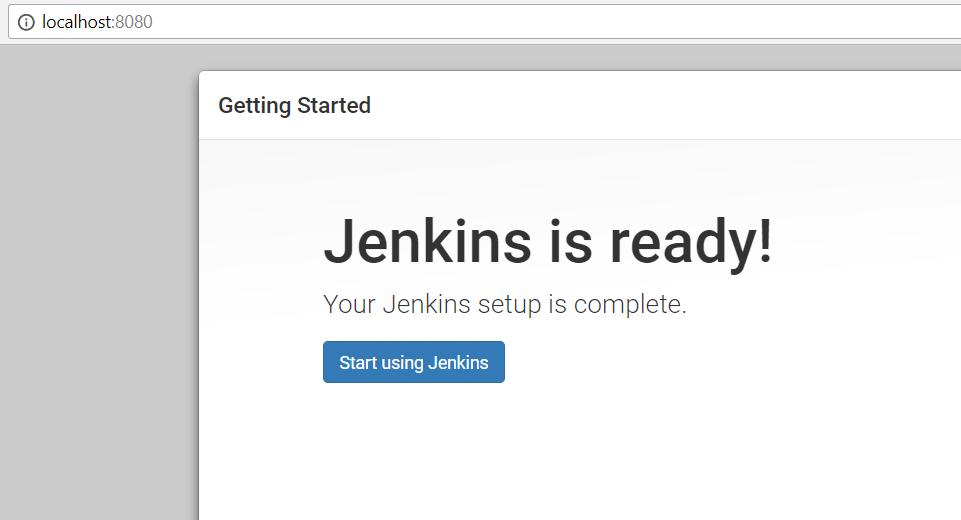 localhost:8080
Getting Started
Jenkins is ready!
Your Jenkins setup is complete.
Start using Jenkins